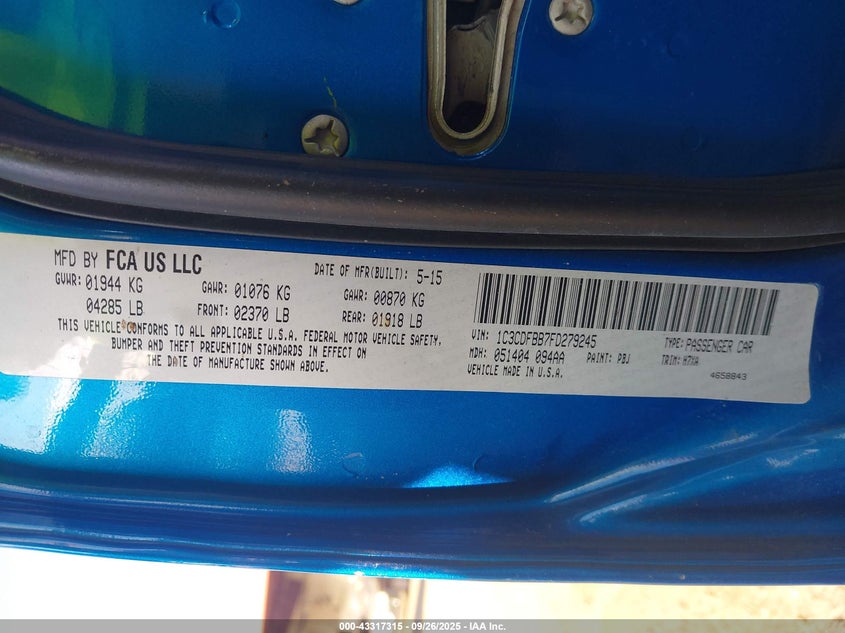 MFD BY FCA US LLC
DATE OF MFR(BUILT): 5-15
GVWR: 01944 KG
04285 LB
GAWR: 01076 KG
FRONT: 02370 LB
GAWR: 00870 KG
REAR: 01918 LB
THIS VEHICLE CONFORMS TO ALL APPLICABLE U.S.A. FEDERAL MOTOR VEHICLE SAFETY,
BUMPER AND THEFT PREVENTION STANDARDS IN EFFECT ON
THE DATE OF MANUFACTURE SHOWN ABOVE.
VIN: 1C3CDFBB7FD279245
TYPE: PASSENGER CAR
MDH: 051404 094AA
PAINT: PBJ
TRIM: H7XA
VEHICLE MADE IN U.S.A.
4658843
000-43317315 - 09/26/2025 - IAA Inc.